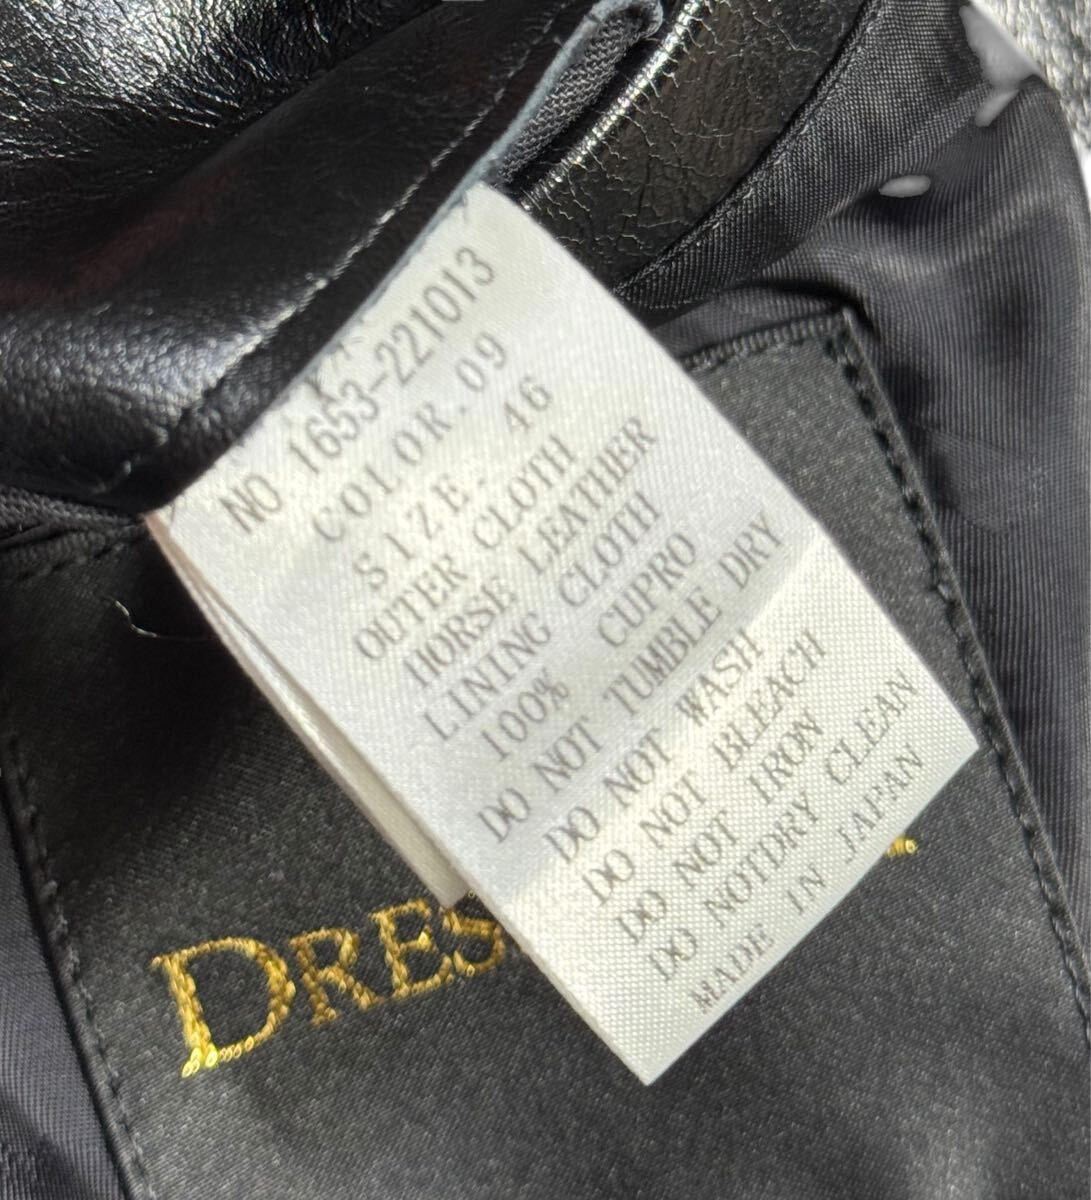 NO 1653-221013
COLOR. 09
SIZE. 46
OUTER CLOTH
HORSE LEATHER
LINING CLOTH
100% CUPRO
DO NOT TUMBLE DRY
DO NOT WASH
DO NOT BLEACH
DO NOT IRON
DO NOTDRY CLEAN
MADE IN JAPAN
DRES